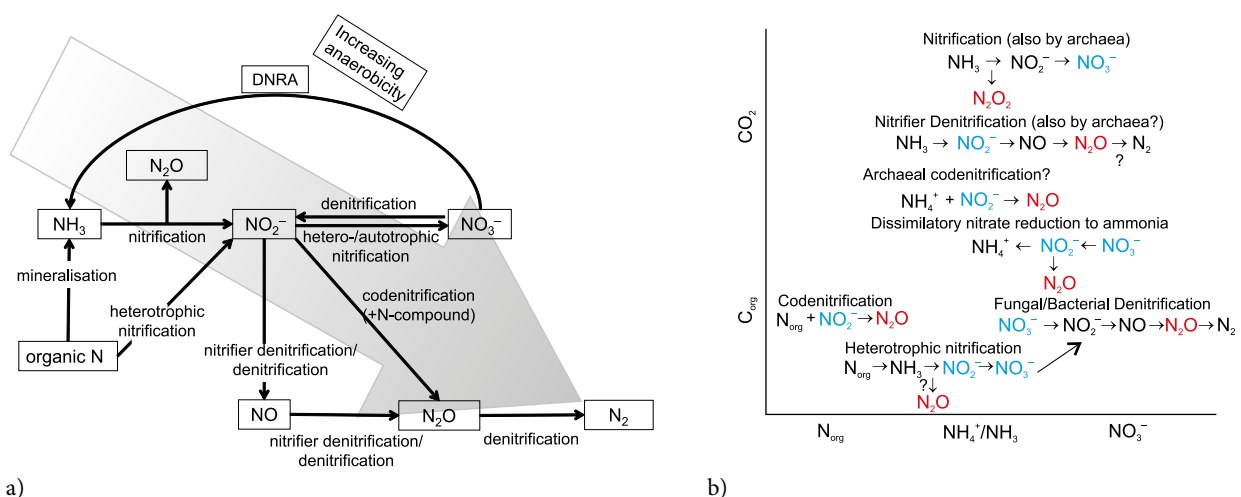 Increasing
anaerobicity
DNRA
N₂O
denitrification
NH₃
NO₂⁻
NO₃⁻
nitrification
hetero-/autotrophic
nitrification
mineralisation
heterotrophic
nitrification
codenitrification
(+N-compound)
organic N
nitrifier denitrification/
denitrification
NO
N₂O
N₂
nitrifier denitrification/
denitrification
denitrification
a)
CO₂
C_org
Nitrification (also by archaea)
NH₃ → NO₂⁻ → NO₃⁻
↓
N₂O₂
Nitrifier Denitrification (also by archaea?)
NH₃ → NO₂⁻ → NO → N₂O → N₂
?
Archaeal codenitrification?
NH₄⁺ + NO₂⁻ → N₂O
Dissimilatory nitrate reduction to ammonia
NH₄⁺ ← NO₂⁻ ← NO₃⁻
↓
N₂O
Codenitrification
N_org + NO₂⁻ → N₂O
Fungal/Bacterial Denitrification
NO₃⁻ → NO₂⁻ → NO → N₂O → N₂
Heterotrophic nitrification
N_org → NH₃ → NO₂⁻ → NO₃⁻
?↓
N₂O
N_org
NH₄⁺/NH₃
NO₃⁻
b)